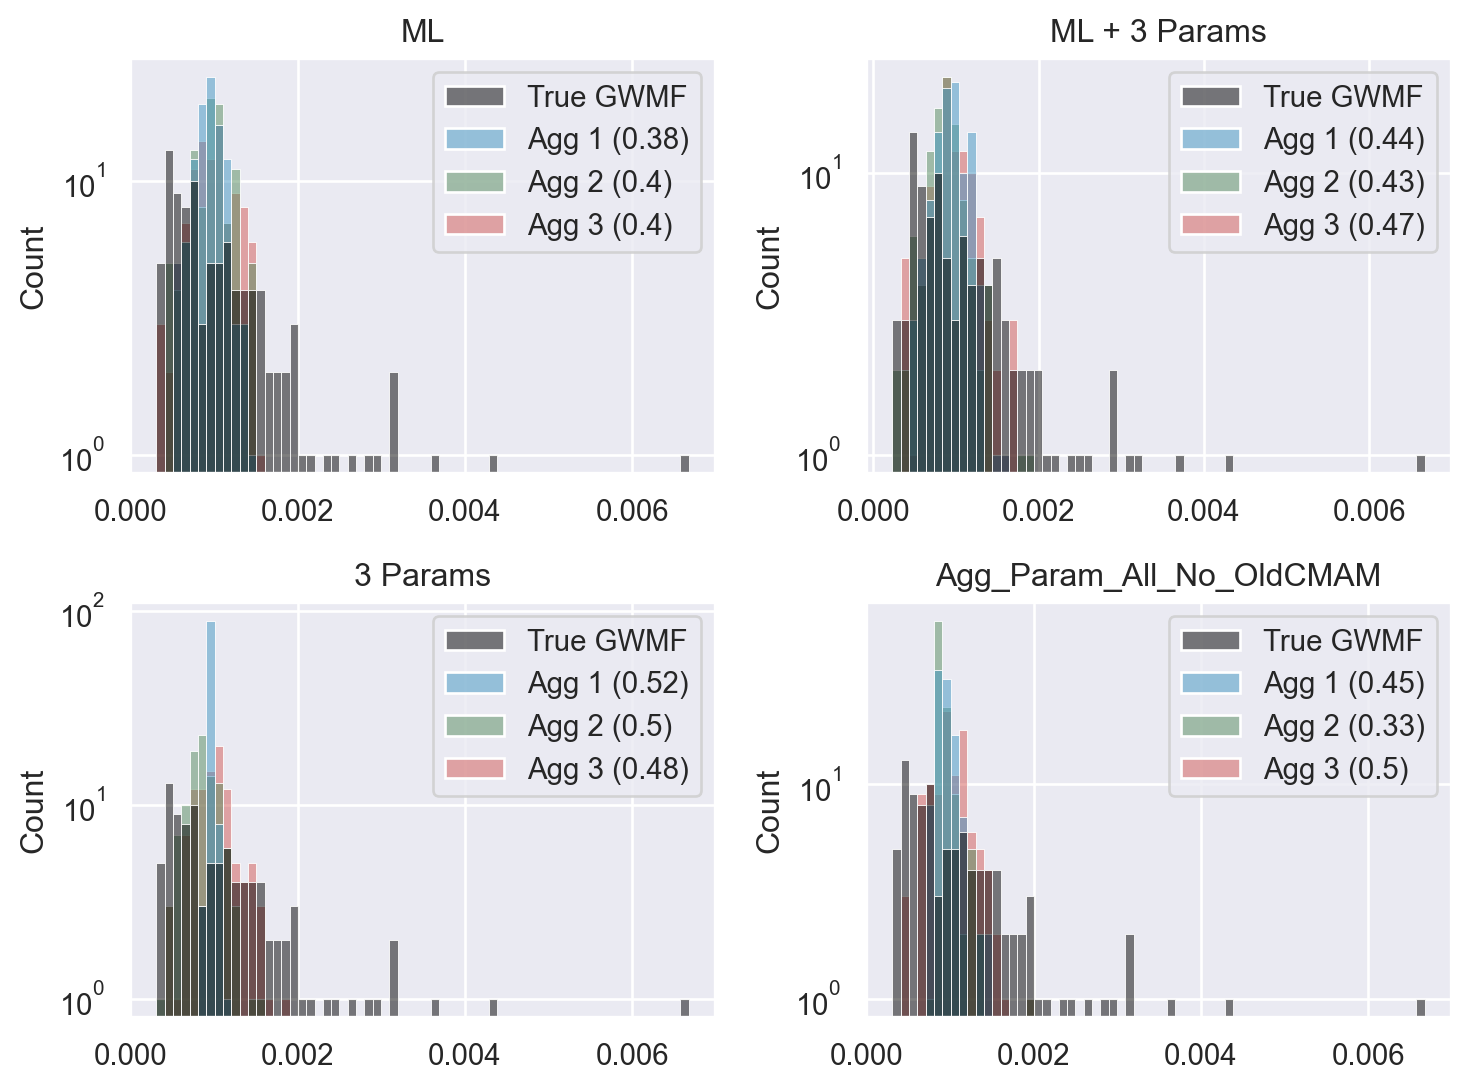 ML
True GWMF
Agg 1 (0.38)
Agg 2 (0.4)
Agg 3 (0.4)
Count
10^1
10^0
0.000 0.002 0.004 0.006
ML + 3 Params
True GWMF
Agg 1 (0.44)
Agg 2 (0.43)
Agg 3 (0.47)
Count
10^1
10^0
0.000 0.002 0.004 0.006
3 Params
True GWMF
Agg 1 (0.52)
Agg 2 (0.5)
Agg 3 (0.48)
Count
10^2
10^1
10^0
0.000 0.002 0.004 0.006
Agg_Param_All_No_OldCMAM
True GWMF
Agg 1 (0.45)
Agg 2 (0.33)
Agg 3 (0.5)
Count
10^1
10^0
0.000 0.002 0.004 0.006